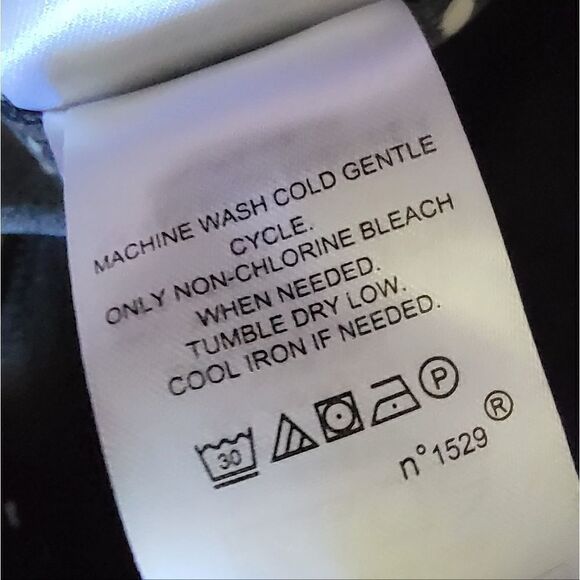 MACHINE WASH COLD GENTLE
CYCLE.
ONLY NON-CHLORINE BLEACH
WHEN NEEDED.
TUMBLE DRY LOW.
COOL IRON IF NEEDED.
30 P
n°1529 ®